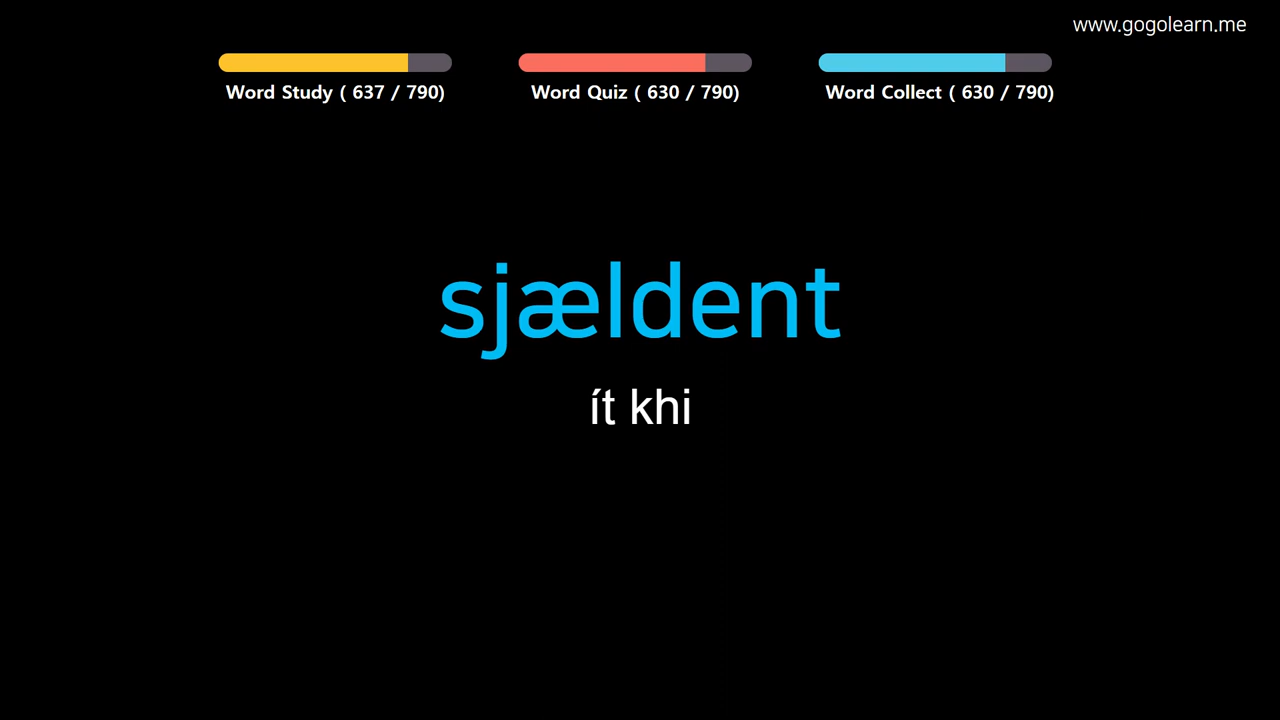 www.gogolearn.me
Word Study ( 637 / 790)
Word Quiz ( 630 / 790)
Word Collect ( 630 / 790)
sjældent
ít khi